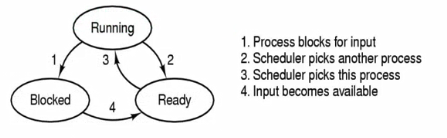 Running
1
3
2
Blocked
4
Ready
1. Process blocks for input
2. Scheduler picks another process
3. Scheduler picks this process
4. Input becomes available